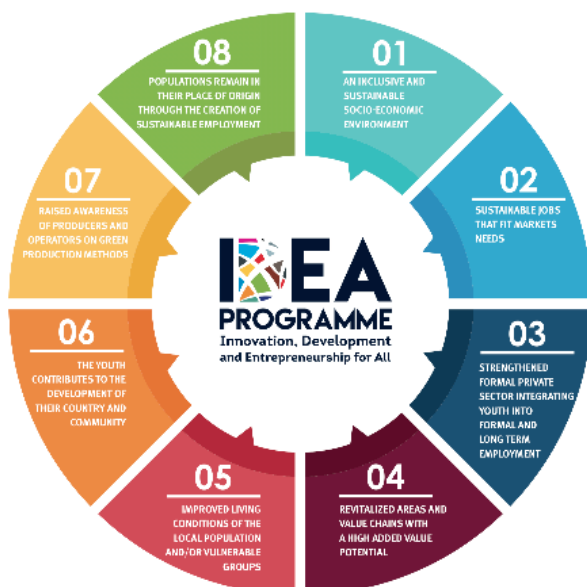 01
AN INCLUSIVE AND
SUSTAINABLE
SOCIO-ECONOMIC
ENVIRONMENT
02
SUSTAINABLE JOBS
THAT FIT MARKETS
NEEDS
03
STRENGTHENED
FORMAL PRIVATE
SECTOR INTEGRATING
YOUTH INTO
FORMAL AND
LONG TERM
EMPLOYMENT
04
REVITALIZED AREAS AND
VALUE CHAINS WITH
A HIGH ADDED VALUE
POTENTIAL
05
IMPROVED LIVING
CONDITIONS OF THE
LOCAL POPULATION
AND/OR VULNERABLE
GROUPS
06
THE YOUTH
CONTRIBUTES TO THE
DEVELOPMENT OF
THEIR COUNTRY AND
COMMUNITY
07
RAISED AWARENESS
OF PRODUCERS AND
OPERATORS ON GREEN
PRODUCTION METHODS
08
POPULATIONS REMAIN IN
THEIR PLACE OF ORIGIN
THROUGH THE CREATION OF
SUSTAINABLE EMPLOYMENT
IDEA
PROGRAMME
Innovation, Development
and Entrepreneurship for All